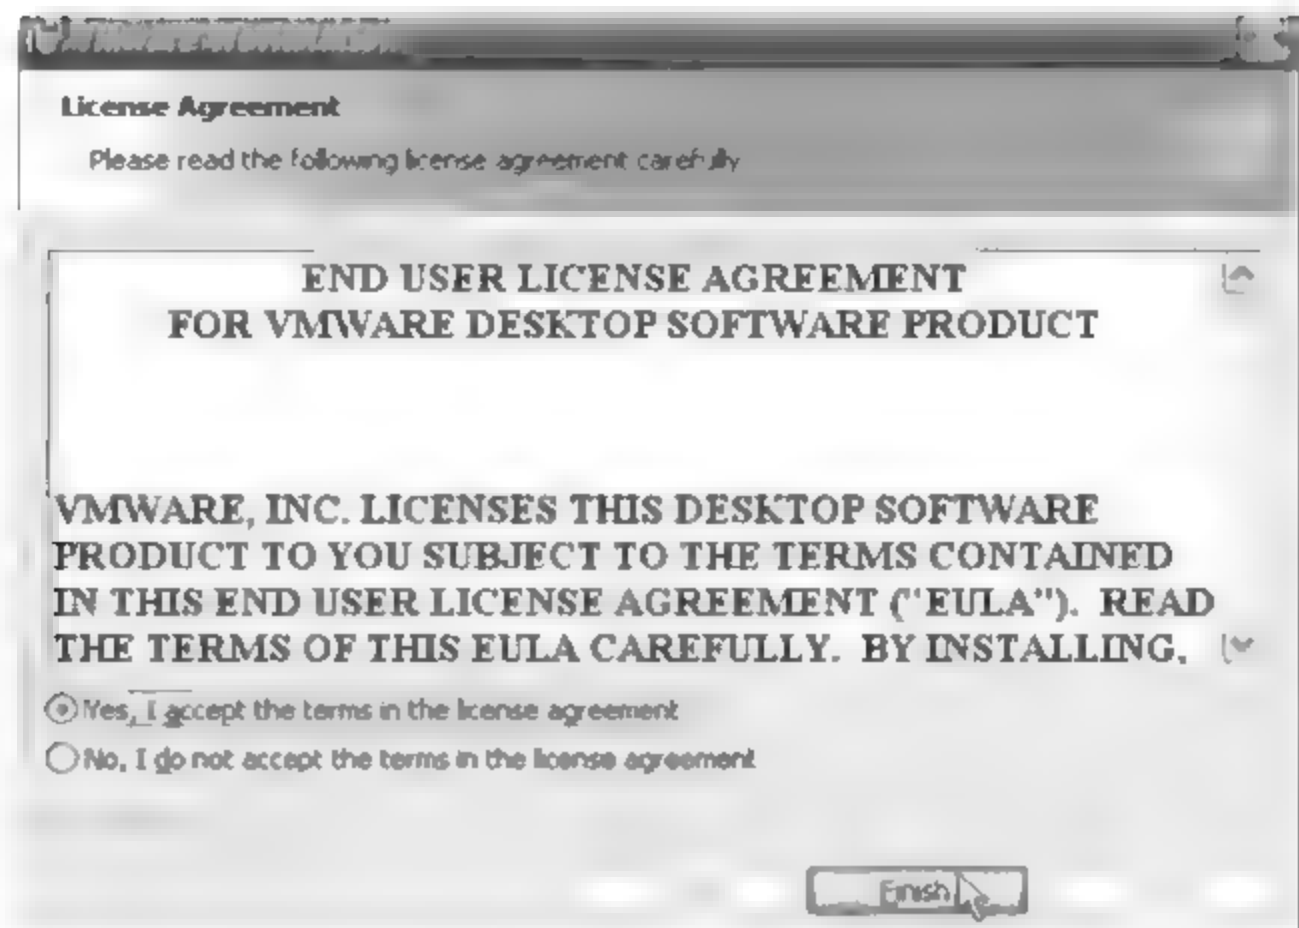 License Agreement
Please read the following license agreement carefully
END USER LICENSE AGREEMENT
FOR VMWARE DESKTOP SOFTWARE PRODUCT
VMWARE, INC. LICENSES THIS DESKTOP SOFTWARE
PRODUCT TO YOU SUBJECT TO THE TERMS CONTAINED
IN THIS END USER LICENSE AGREEMENT ("EULA"). READ
THE TERMS OF THIS EULA CAREFULLY. BY INSTALLING,
Yes, I accept the terms in the license agreement
No, I do not accept the terms in the license agreement
Finish